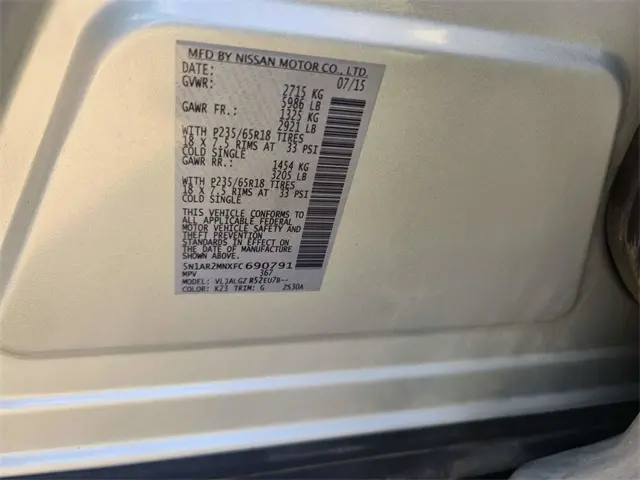 MFD BY NISSAN MOTOR CO., LTD.
DATE: 07/15
GVWR: 2715 KG
5986 LB
GAWR FR.: 1325 KG
2921 LB
WITH P235/65R18 TIRES
18 X 7.5 RIMS AT 33 PSI
COLD SINGLE
GAWR RR.: 1454 KG
3205 LB
WITH P235/65R18 TIRES
18 X 7.5 RIMS AT 33 PSI
COLD SINGLE
THIS VEHICLE CONFORMS TO
ALL APPLICABLE FEDERAL
MOTOR VEHICLE SAFETY AND
THEFT PREVENTION
STANDARDS IN EFFECT ON
THE DATE OF MANUFACTURE
SHOWN ABOVE.
5N1AR2MNXFC690791
MPV 367
MODEL: VL3ALGZ R52EU7B--
COLOR: K23 TRIM: G 2530A